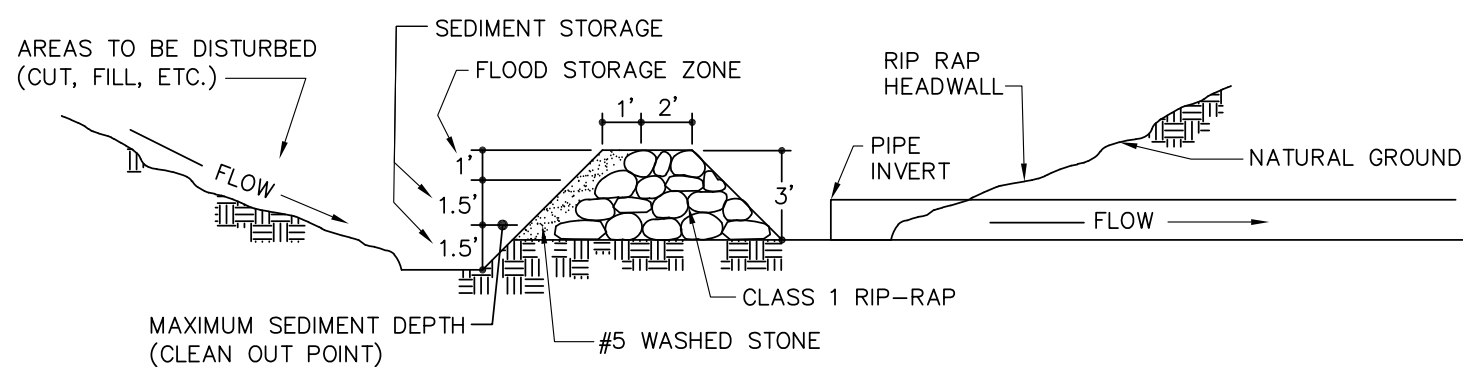 SEDIMENT STORAGE
AREAS TO BE DISTURBED
(CUT, FILL, ETC.)
FLOOD STORAGE ZONE
RIP RAP
HEADWALL
1' 2'
PIPE
INVERT
NATURAL GROUND
1'
FLOW
1.5'
3'
FLOW
1.5'
CLASS 1 RIP-RAP
MAXIMUM SEDIMENT DEPTH
(CLEAN OUT POINT)
#5 WASHED STONE